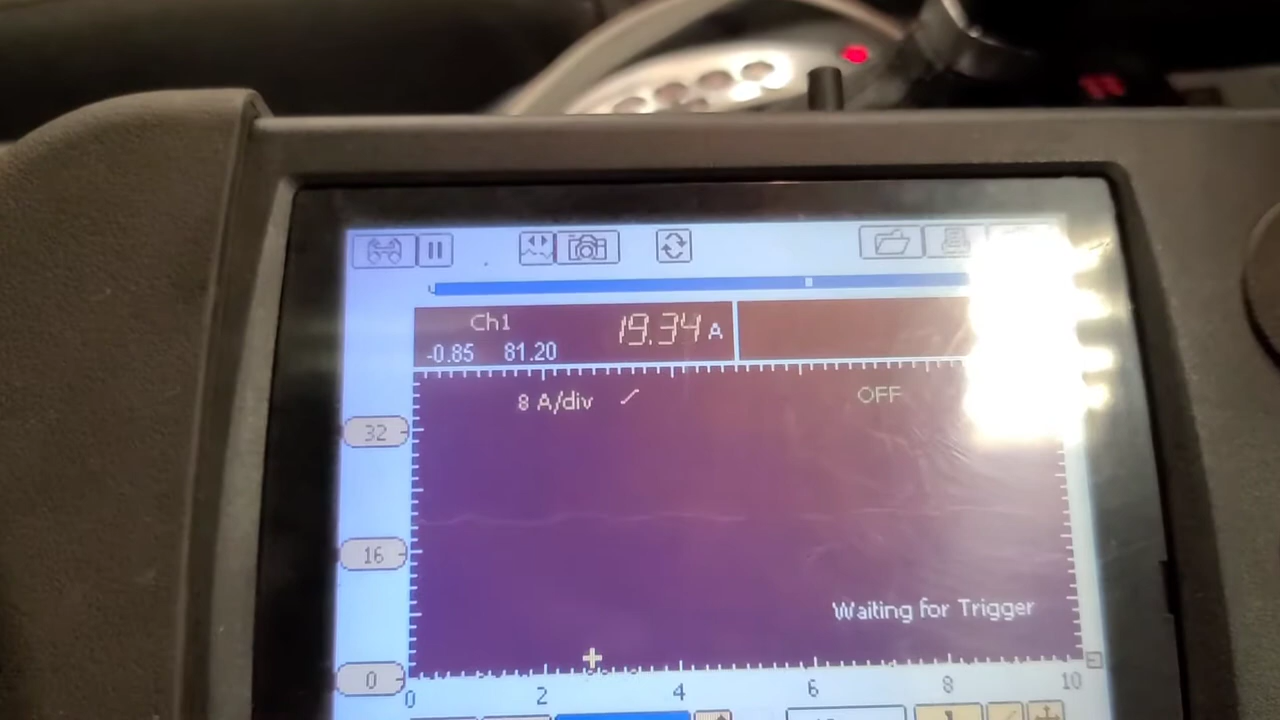 Ch1
19.34 A
-0.85 81.20
8 A/div
OFF
32
16
Waiting for Trigger
0
0 2 4 6 8 10